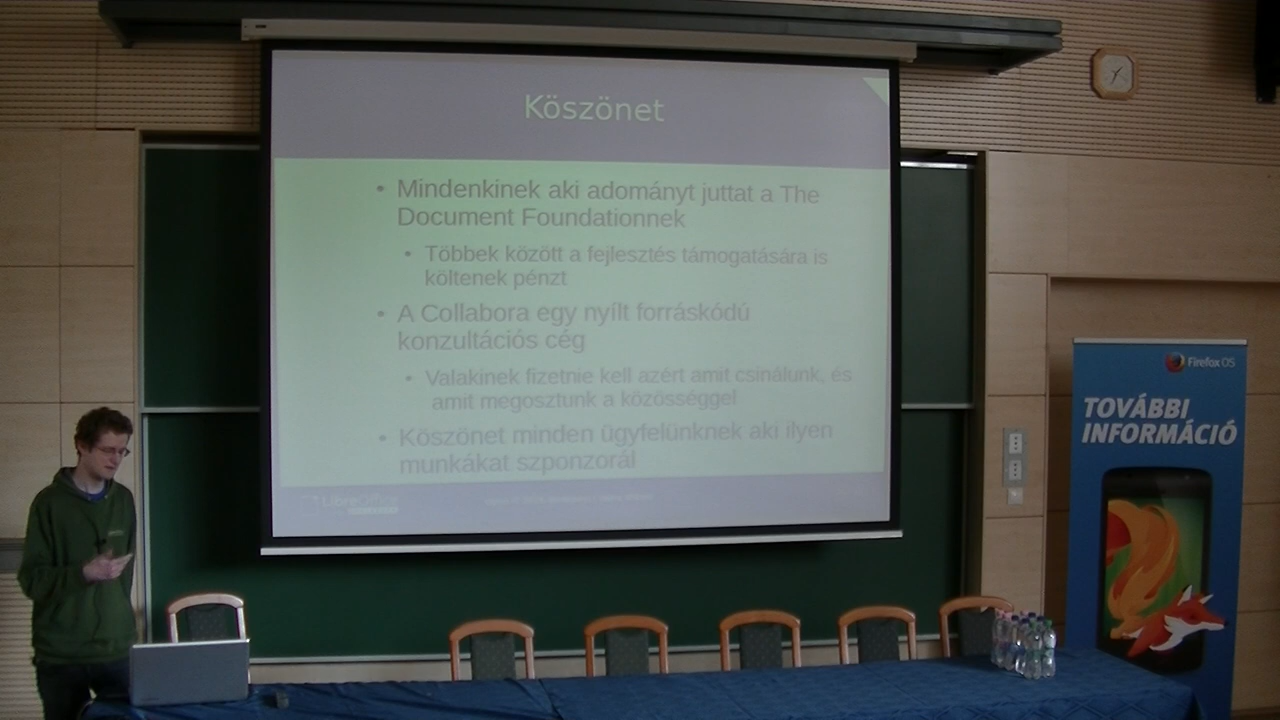 Köszönet
• Mindenkinek aki adományt juttat a The
Document Foundationnek
• Többek között a fejlesztés támogatására is
költenek pénzt
• A Collabora egy nyílt forráskódú
konzultációs cég
• Valakinek fizetnie kell azért amit csinálunk, és
amit megosztunk a közösséggel
• Köszönet minden ügyfelünknek aki ilyen
munkákat szponzorál
LibreOffice
Firefox OS
TOVÁBBI
INFORMÁCIÓ